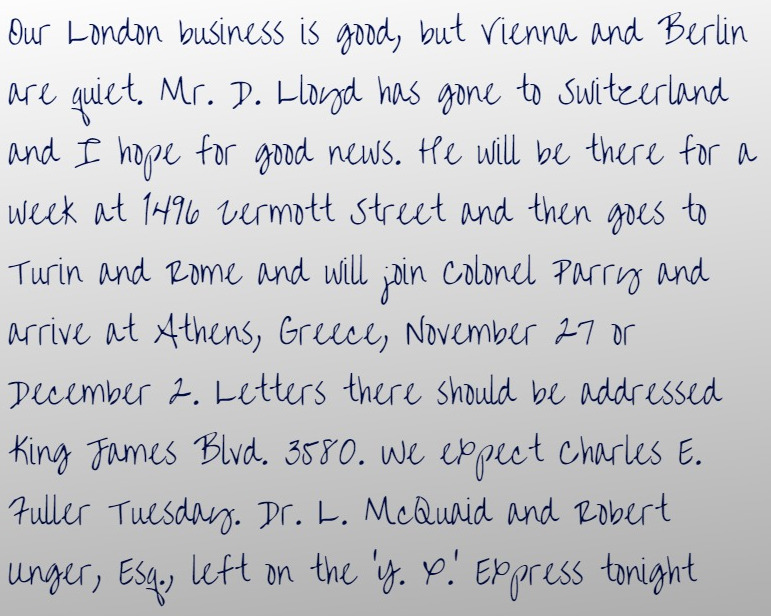 Our London business is good, but Vienna and Berlin
are quiet. Mr. D. Lloyd has gone to Switzerland
and I hope for good news. He will be there for a
week at 1496 Zermott Street and then goes to
Turin and Rome and will join Colonel Parry and
arrive at Athens, Greece, November 27 or
December 2. Letters there should be addressed
King James Blvd. 3580. We expect Charles E.
Fuller Tuesday. Dr. L. McQuaid and Robert
Unger, Esq., left on the 'Y. X.' Express tonight